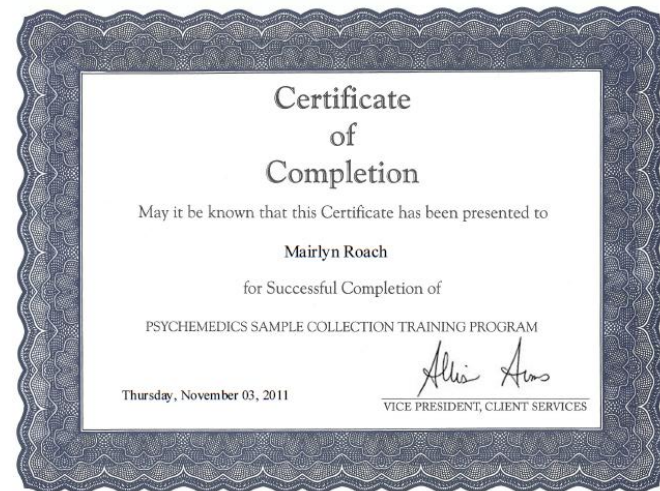 Certificate
of
Completion
May it be known that this Certificate has been presented to
Mairlyn Roach
for Successful Completion of
PSYCHEMEDICS SAMPLE COLLECTION TRAINING PROGRAM
Thursday, November 03, 2011
VICE PRESIDENT, CLIENT SERVICES